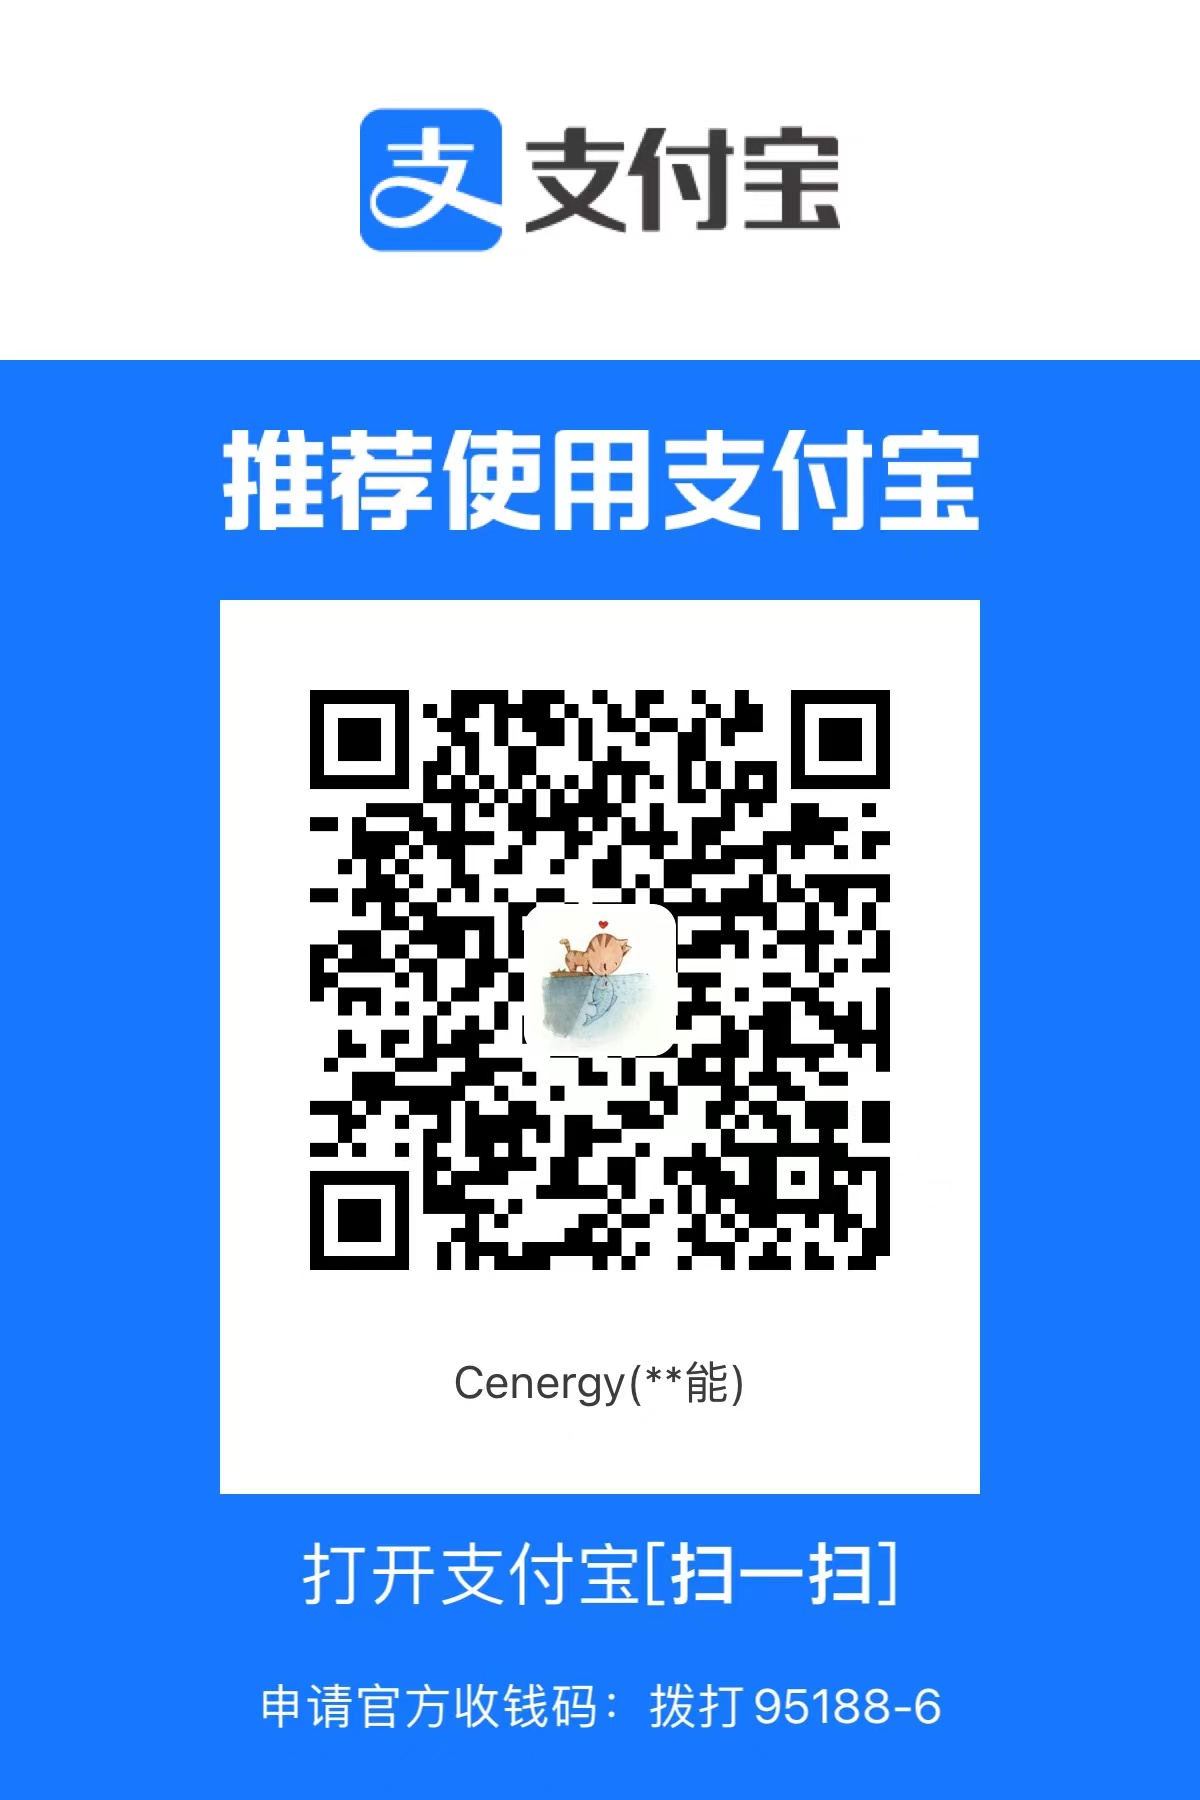 支付宝
推荐使用支付宝
Cenergy(**能)
打开支付宝[扫一扫]
申请官方收钱码：拨打 95188-6